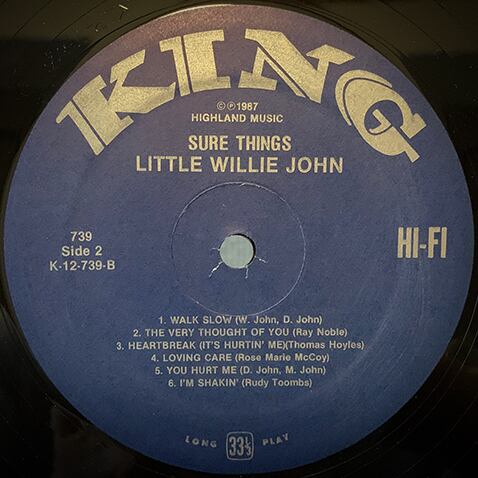 KING
© ℗ 1987
HIGHLAND MUSIC
SURE THINGS
LITTLE WILLIE JOHN
739
Side 2
K-12-739-B
HI-FI
1. WALK SLOW (W. John, D. John)
2. THE VERY THOUGHT OF YOU (Ray Noble)
3. HEARTBREAK (IT'S HURTIN' ME)(Thomas Hoyles)
4. LOVING CARE (Rose Marie McCoy)
5. YOU HURT ME (D. John, M. John)
6. I'M SHAKIN' (Rudy Toombs)
LONG 33⅓ PLAY